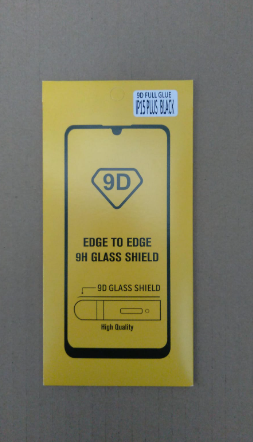 9D FULL GLUE
IP15 PLUS BLACK
9D
EDGE TO EDGE
9H GLASS SHIELD
9D GLASS SHIELD
High Quality